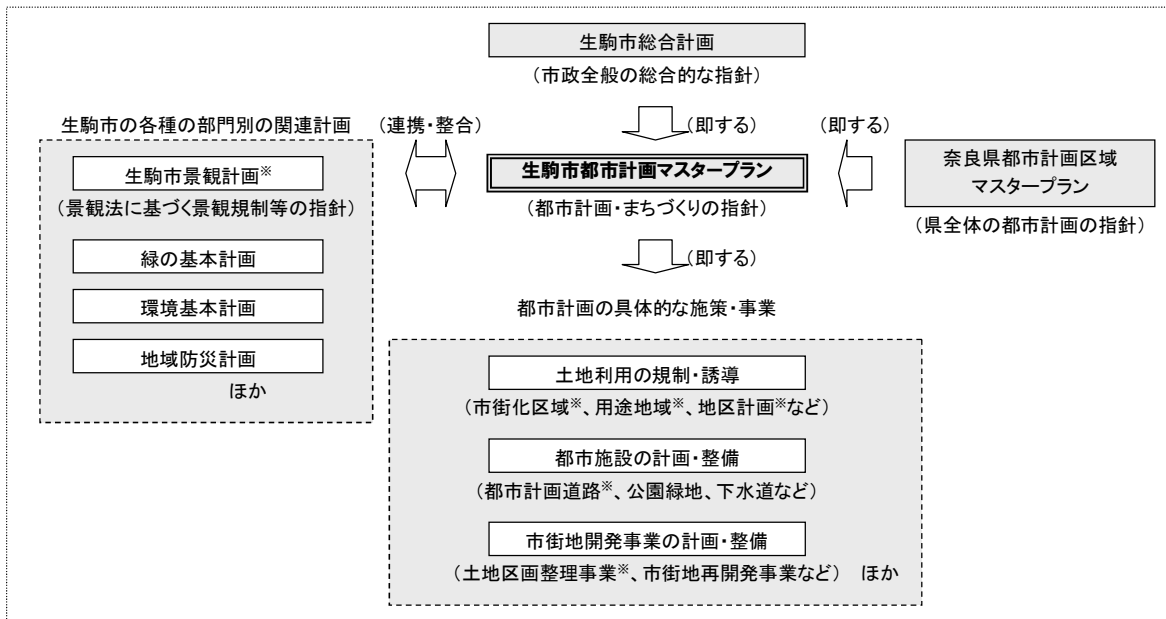 生駒市総合計画
（市政全般の総合的な指針）
生駒市の各種の部門別の関連計画
（連携・整合）
（即する）
（即する）
生駒市景観計画※
（景観法に基づく景観規制等の指針）
緑の基本計画
環境基本計画
地域防災計画
ほか
生駒市都市計画マスタープラン
（都市計画・まちづくりの指針）
奈良県都市計画区域
マスタープラン
（県全体の都市計画の指針）
（即する）
都市計画の具体的な施策・事業
土地利用の規制・誘導
（市街化区域※、用途地域※、地区計画※など）
都市施設の計画・整備
（都市計画道路※、公園緑地、下水道など）
市街地開発事業の計画・整備
（土地区画整理事業※、市街地再開発事業など） ほか